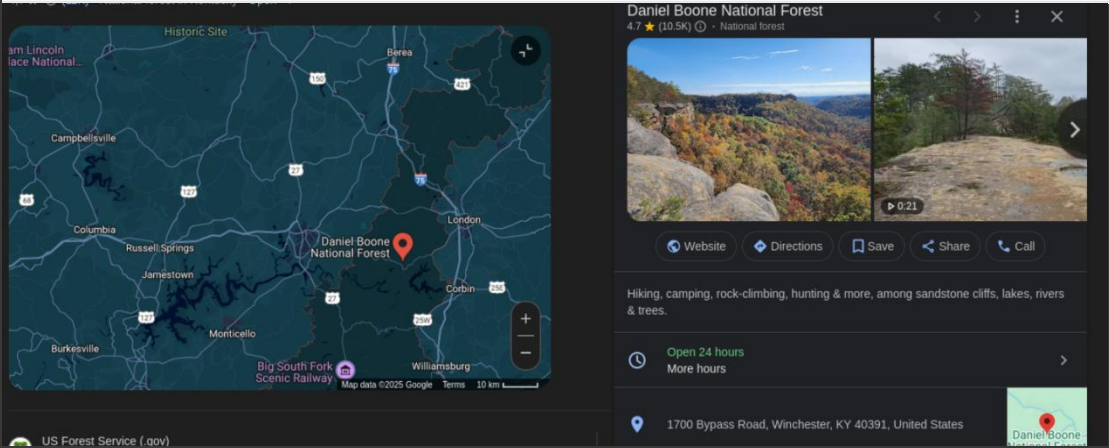 Historic Site
am Lincoln
lace National...
Berea
75
150
421
Campbellsville
27
75
127
68
London
Columbia
Russell Springs
Daniel Boone
National Forest
Jamestown
Corbin
25E
27
127
25W
Monticello
Burkesville
Big South Fork
Scenic Railway
Williamsburg
+
−
Map data ©2025 Google Terms 10 km
US Forest Service (.gov)
Daniel Boone National Forest
4.7 (10.5K) · National forest
0:21
Website Directions Save Share Call
Hiking, camping, rock-climbing, hunting & more, among sandstone cliffs, lakes, rivers
& trees.
Open 24 hours
More hours
1700 Bypass Road, Winchester, KY 40391, United States
Daniel Boone
National Forest